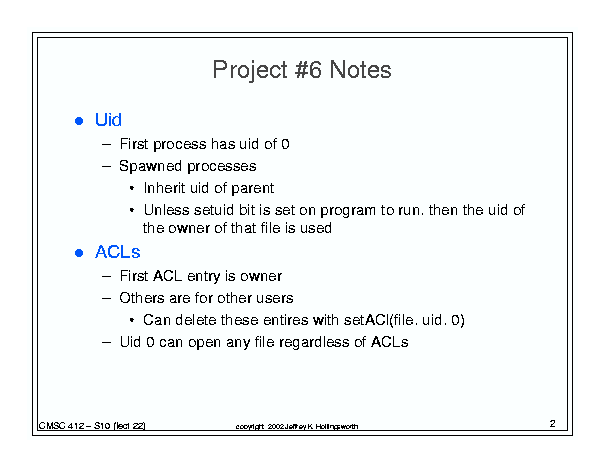 Project #6 Notes
● Uid
– First process has uid of 0
– Spawned processes
• Inherit uid of parent
• Unless setuid bit is set on program to run. then the uid of
the owner of that file is used
● ACLs
– First ACL entry is owner
– Others are for other users
• Can delete these entires with setACl(file. uid. 0)
– Uid 0 can open any file regardless of ACLs
CMSC 412 – S10 (lect 22)
copyright 2002 Jeffrey K. Hollingsworth
2